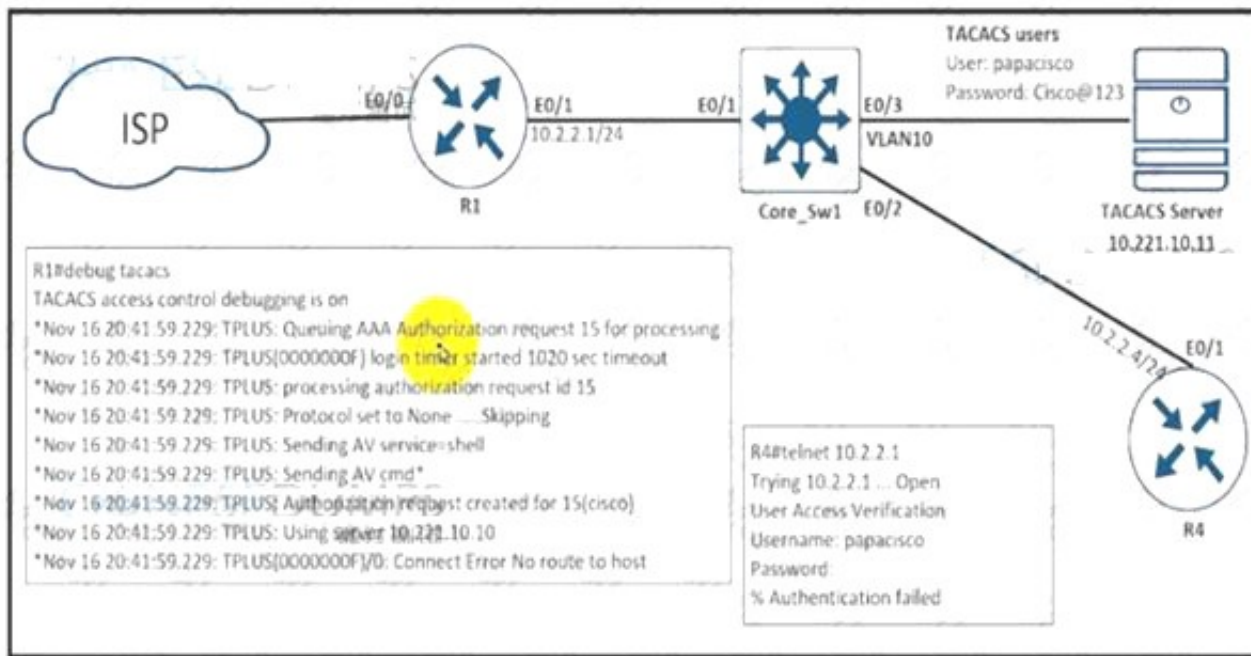 TACACS users
User: papacisco
Password: Cisco@123
ISP
E0/0
E0/1
10.2.2.1/24
R1
E0/1
E0/3
VLAN10
Core_Sw1
E0/2
TACACS Server
10.221.10.11
10.2.2.4/24
E0/1
R4
R1#debug tacacs
TACACS access control debugging is on
*Nov 16 20:41:59.229: TPLUS: Queuing AAA Authorization request 15 for processing
*Nov 16 20:41:59.229: TPLUS(0000000F) login timer started 1020 sec timeout
*Nov 16 20:41:59.229: TPLUS: processing authorization request id 15
*Nov 16 20:41:59.229: TPLUS: Protocol set to None .....Skipping
*Nov 16 20:41:59.229: TPLUS: Sending AV service=shell
*Nov 16 20:41:59.229: TPLUS: Sending AV cmd*
*Nov 16 20:41:59.229: TPLUS: Authorization request created for 15(cisco)
*Nov 16 20:41:59.229: TPLUS: Using server 10.221.10.10
*Nov 16 20:41:59.229: TPLUS(0000000F)/0: Connect Error No route to host
R4#telnet 10.2.2.1
Trying 10.2.2.1 ... Open
User Access Verification
Username: papacisco
Password:
% Authentication failed